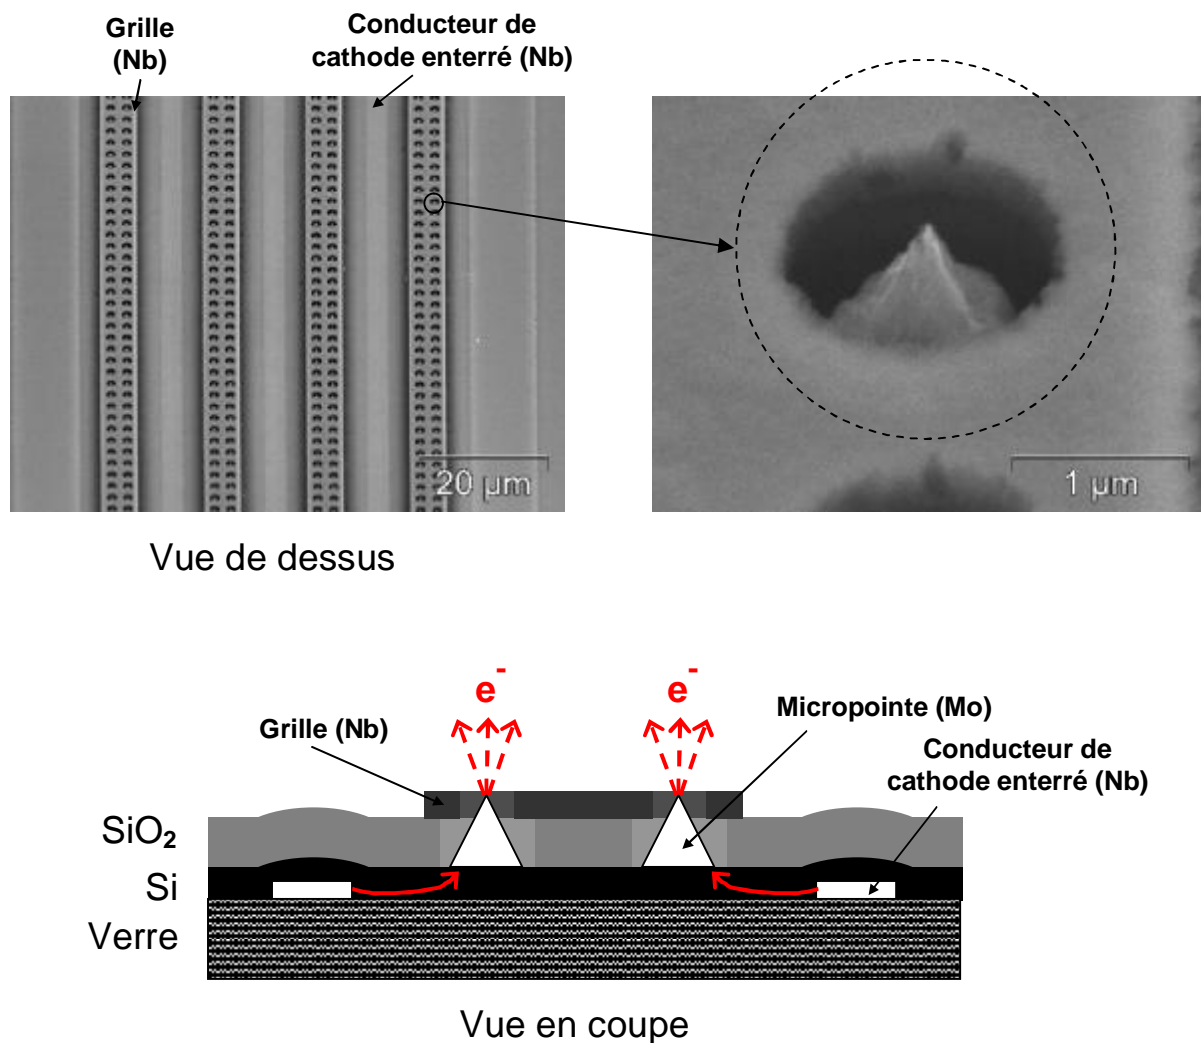 Grille
(Nb)
Conducteur de
cathode enterré (Nb)
20 µm
1 µm
Vue de dessus
e-
e-
Grille (Nb)
Micropointe (Mo)
Conducteur de
cathode enterré (Nb)
SiO2
Si
Verre
Vue en coupe